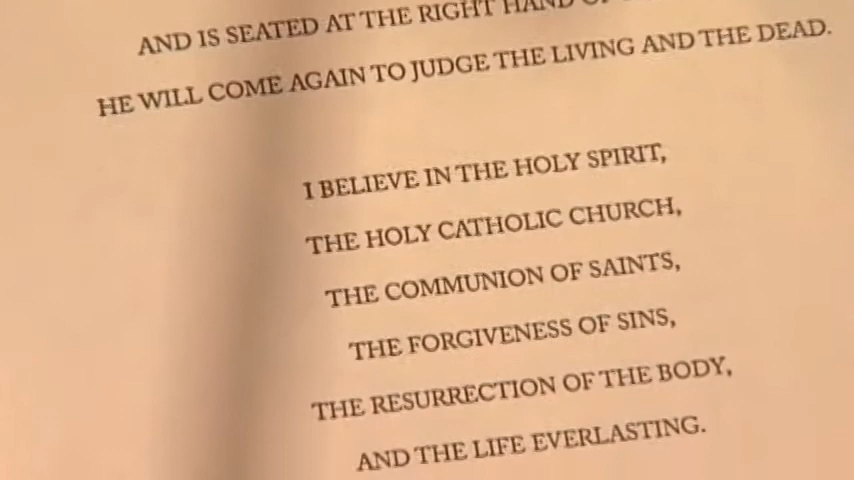 AND IS SEATED AT THE RIGHT HAND
HE WILL COME AGAIN TO JUDGE THE LIVING AND THE DEAD.
I BELIEVE IN THE HOLY SPIRIT,
THE HOLY CATHOLIC CHURCH,
THE COMMUNION OF SAINTS,
THE FORGIVENESS OF SINS,
THE RESURRECTION OF THE BODY,
AND THE LIFE EVERLASTING.